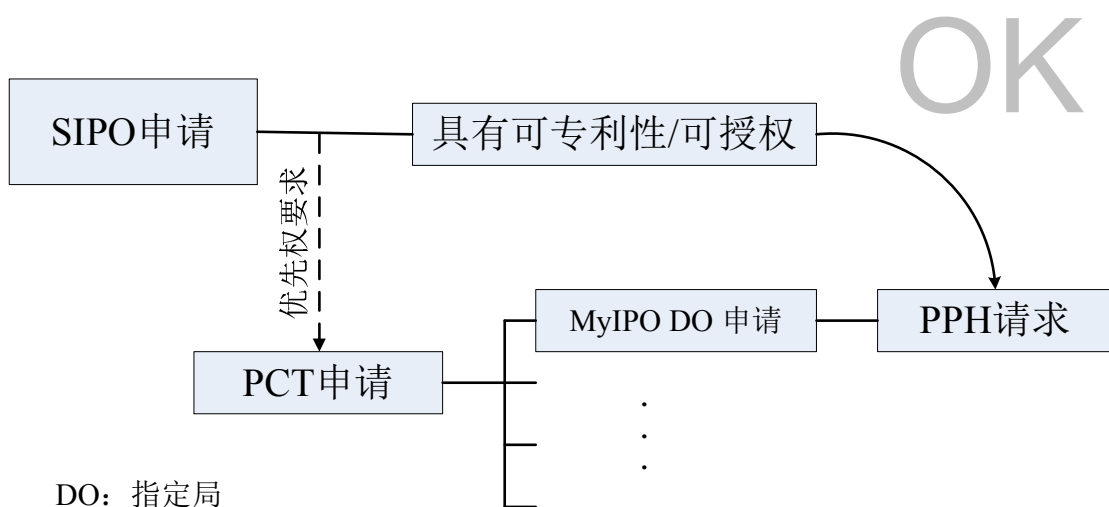 OK
SIPO申请
具有可专利性/可授权
优先权要求
MyIPO DO 申请
PPH请求
PCT申请
DO：指定局